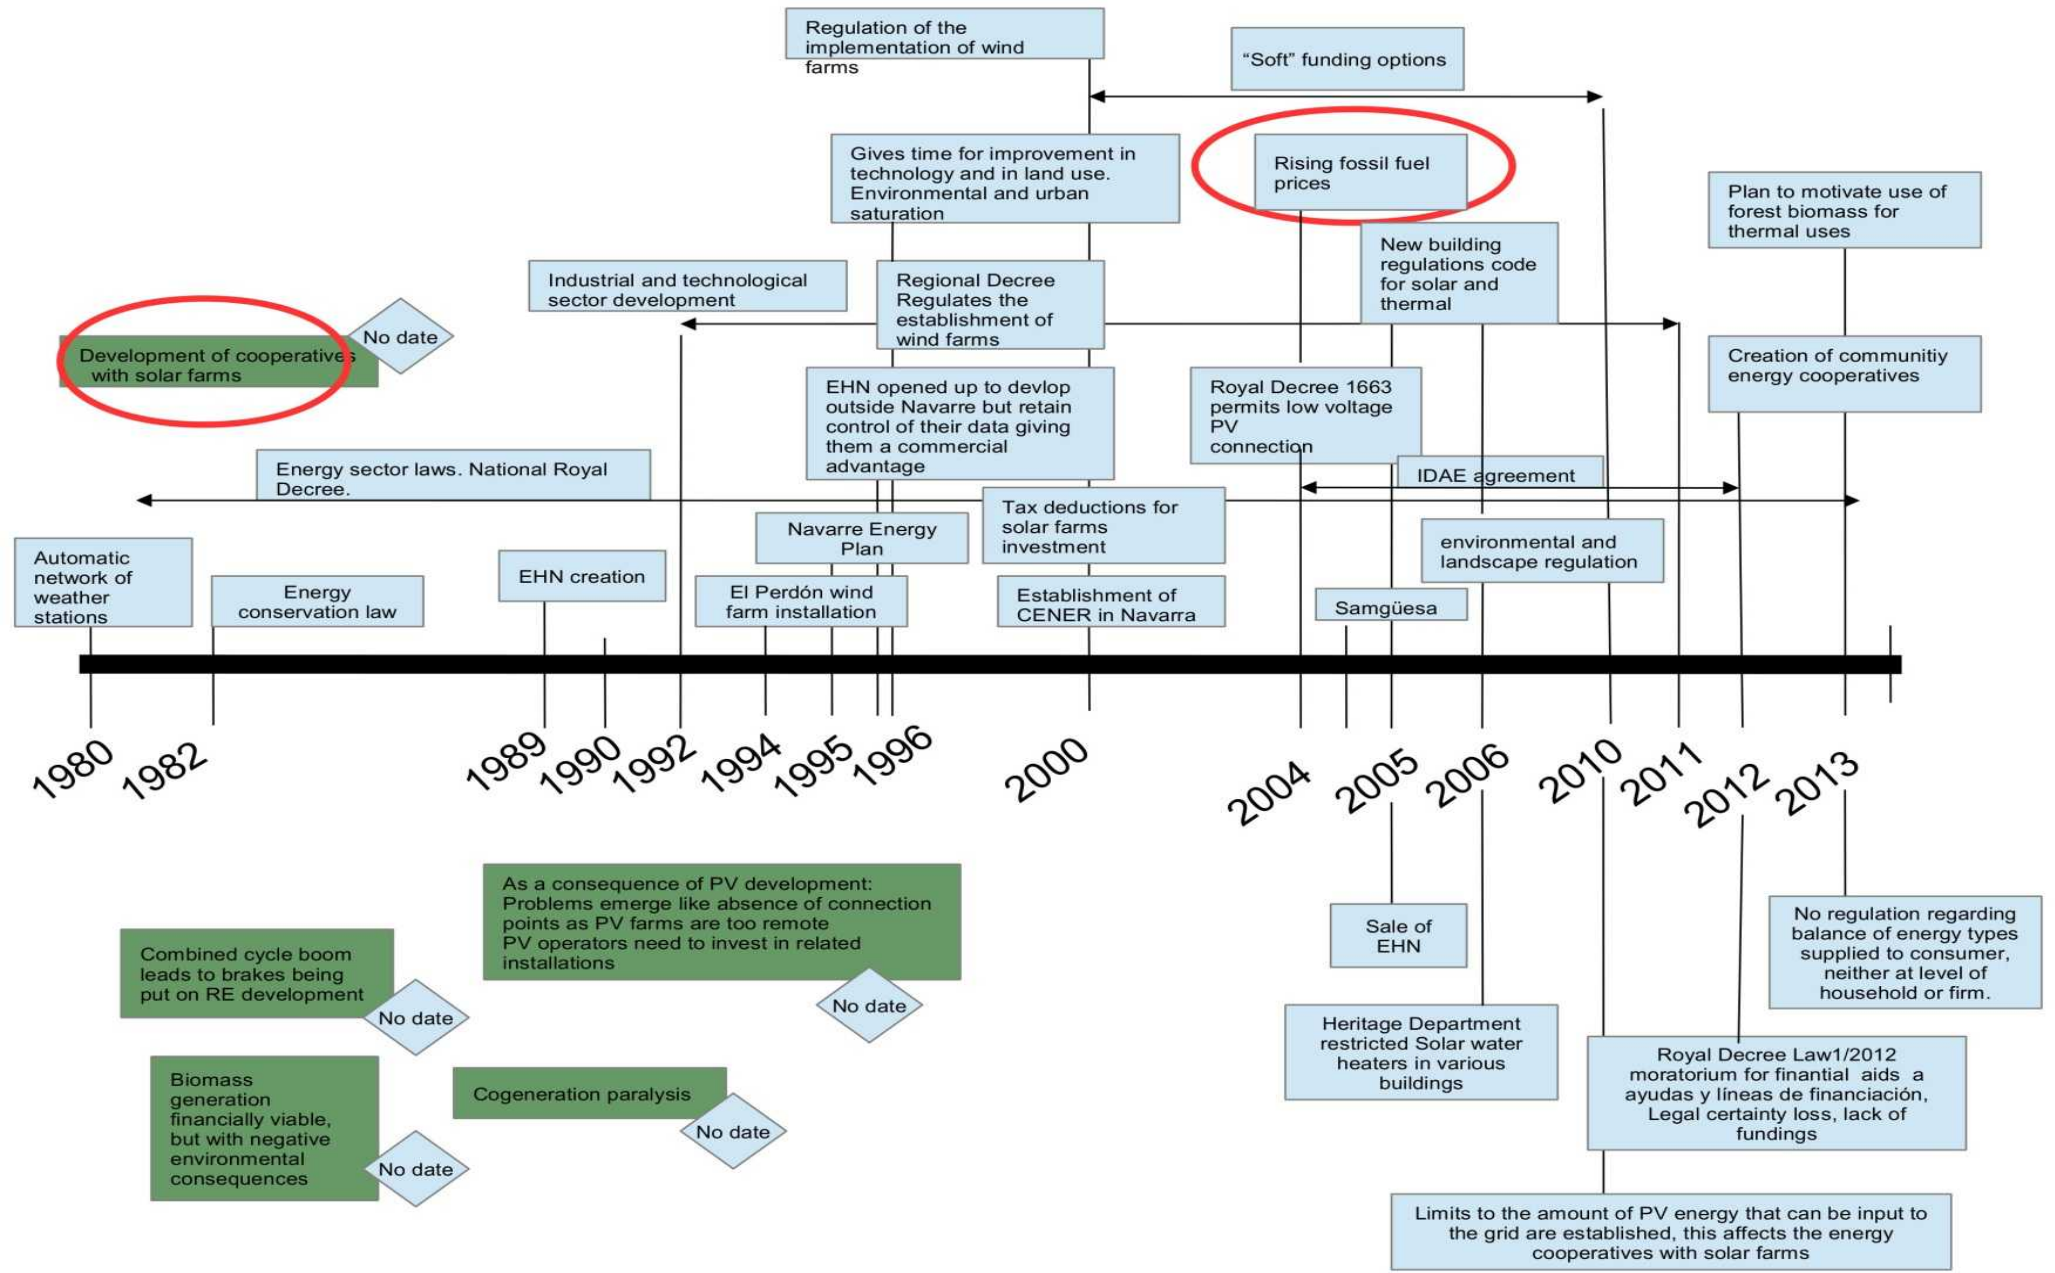 Regulation of the
implementation of wind
farms
“Soft” funding options
Gives time for improvement in
technology and in land use.
Environmental and urban
saturation
Rising fossil fuel
prices
Plan to motivate use of
forest biomass for
thermal uses
New building
regulations code
for solar and
thermal
Industrial and technological
sector development
Regional Decree
Regulates the
establishment of
wind farms
No date
Development of cooperatives
with solar farms
Creation of communitiy
energy cooperatives
EHN opened up to devlop
outside Navarre but retain
control of their data giving
them a commercial
advantage
Royal Decree 1663
permits low voltage
PV
connection
Energy sector laws. National Royal
Decree.
IDAE agreement
Tax deductions for
solar farms
investment
Navarre Energy
Plan
environmental and
landscape regulation
Automatic
network of
weather
stations
Energy
conservation law
EHN creation
El Perdón wind
farm installation
Establishment of
CENER in Navarra
Samgüesa
1980
1982
1989
1990
1992
1994
1995
1996
2000
2004
2005
2006
2010
2011
2012
2013
As a consequence of PV development:
Problems emerge like absence of connection
points as PV farms are too remote
PV operators need to invest in related
installations
No date
Combined cycle boom
leads to brakes being
put on RE development
No date
Sale of
EHN
No regulation regarding
balance of energy types
supplied to consumer,
neither at level of
household or firm.
Heritage Department
restricted Solar water
heaters in various
buildings
Royal Decree Law1/2012
moratorium for finantial aids a
ayudas y líneas de financiación,
Legal certainty loss, lack of
fundings
Biomass
generation
financially viable,
but with negative
environmental
consequences
No date
Cogeneration paralysis
No date
Limits to the amount of PV energy that can be input to
the grid are established, this affects the energy
cooperatives with solar farms